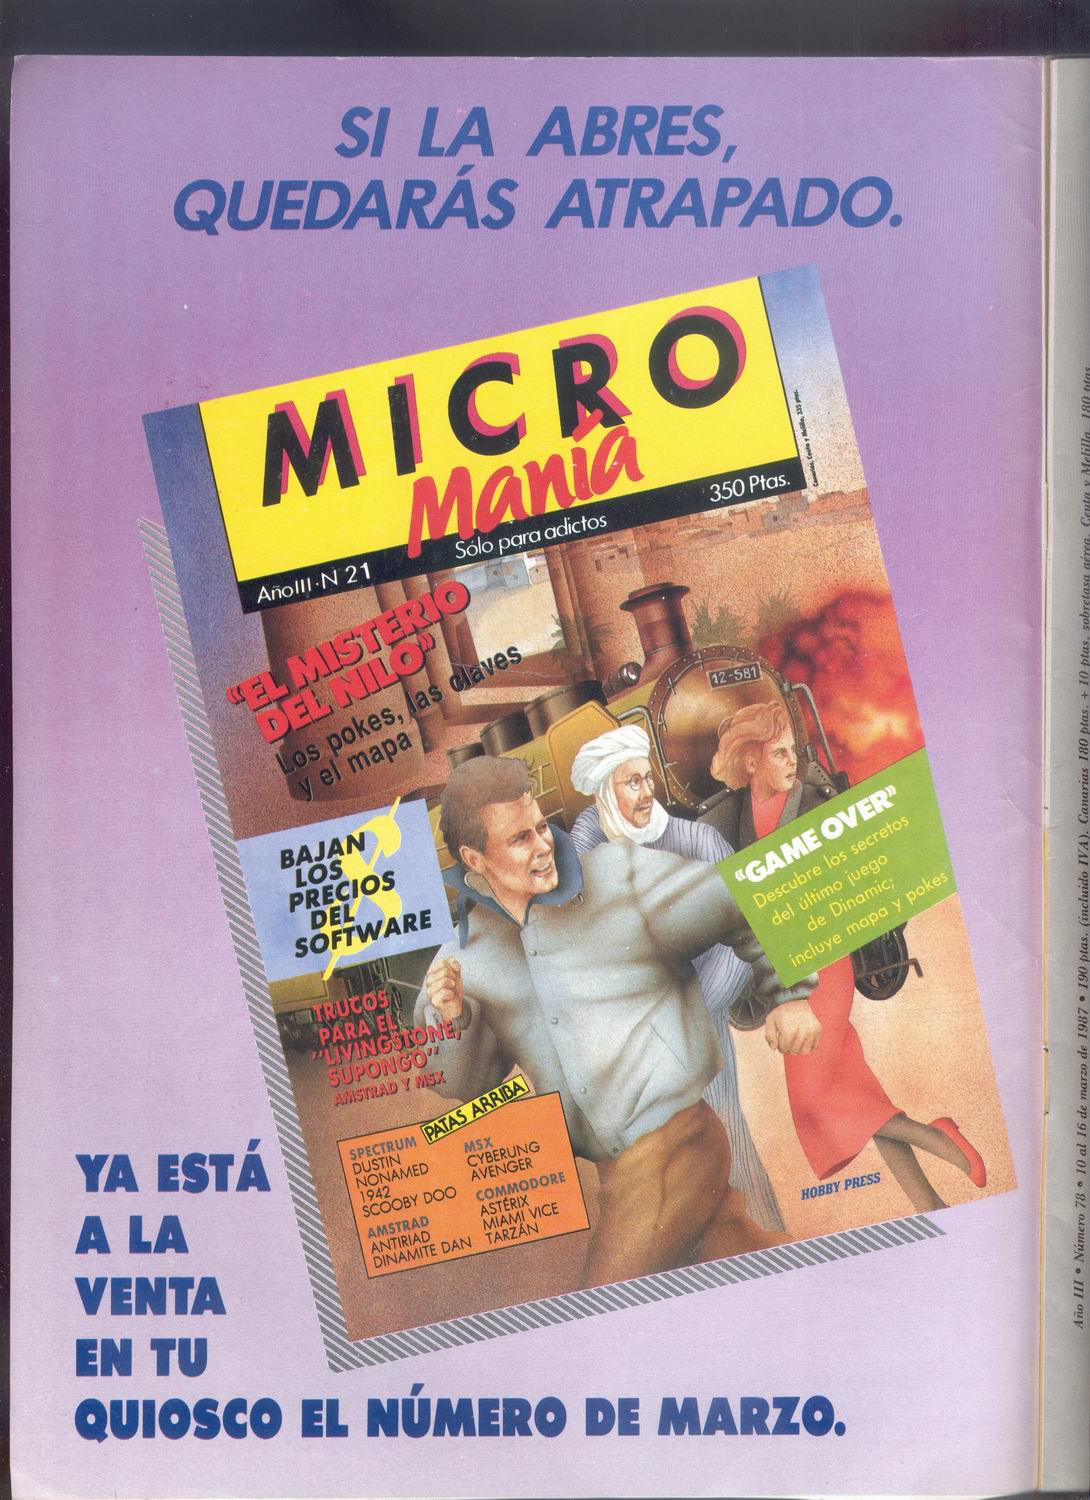 SI LA ABRES,
QUEDARÁS ATRAPADO.
MICRO
Manía
Sólo para adictos
350 Ptas.
Canarias, Ceuta y Melilla, 335 ptas.
Año III · N 21
"EL MISTERIO
DEL NILO"
Los pokes, las claves
y el mapa
12-581
BAJAN
LOS
PRECIOS
DEL
SOFTWARE
"GAME OVER"
Descubre los secretos
del último juego
de Dinamic;
incluye mapa y pokes
TRUCOS
PARA EL
"LIVINGSTONE,
SUPONGO"
AMSTRAD Y MSX
PATAS ARRIBA
SPECTRUM
DUSTIN
NONAMED
1942
SCOOBY DOO
AMSTRAD
ANTIRIAD
DINAMITE DAN
MSX
CYBERUNG
AVENGER
COMMODORE
ASTÉRIX
MIAMI VICE
TARZÁN
HOBBY PRESS
YA ESTÁ
A LA
VENTA
EN TU
QUIOSCO EL NÚMERO DE MARZO.
Año III • Número 78 • 10 al 16 de marzo de 1987 • 190 ptas. (incluido IVA) Canarias 180 ptas. + 10 ptas. sobretasa aérea. Ceuta y Melilla, 180 ptas.